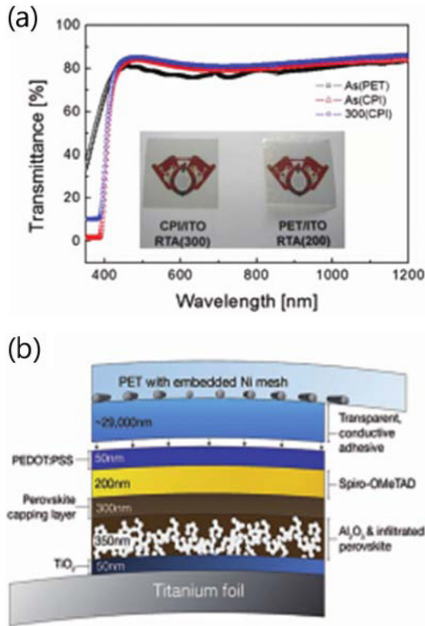 (a)
Transmittance [%]
100
80
60
40
20
0
As(PET)
As(CPI)
300(CPI)
CPI/ITO
RTA(300)
PET/ITO
RTA(200)
400
600
800
1000
1200
Wavelength [nm]
(b)
PET with embedded Ni mesh
~29,000nm
Transparent,
conductive
adhesive
PEDOT:PSS
50nm
200nm
Spiro-OMeTAD
Perovskite
capping layer
300nm
350nm
Al₂O₃ & infiltrated
perovskite
TiO₂
50nm
Titanium foil